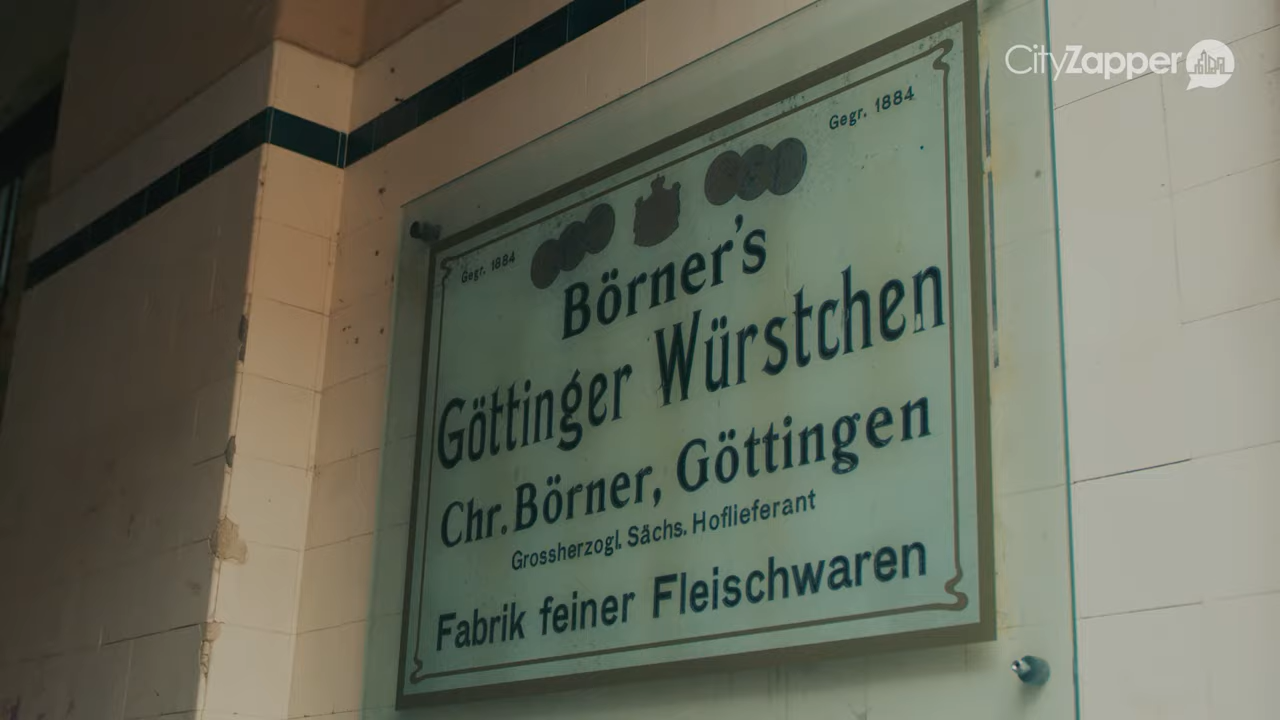 CityZapper
Gegr. 1884
Gegr. 1884
Börner's
Göttinger Würstchen
Chr. Börner, Göttingen
Grossherzogl. Sächs. Hoflieferant
Fabrik feiner Fleischwaren